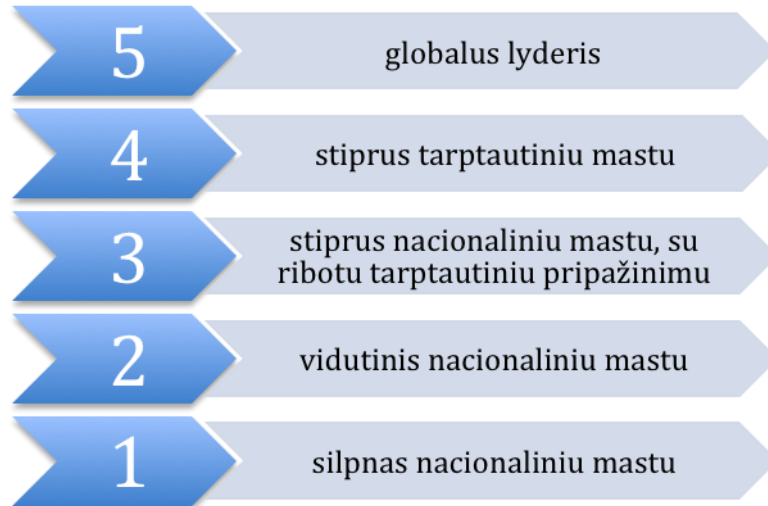 5
globalus lyderis
4
stiprus tarptautiniu mastu
3
stiprus nacionaliniu mastu, su
ribotu tarptautiniu pripažinimu
2
vidutinis nacionaliniu mastu
1
silpnas nacionaliniu mastu